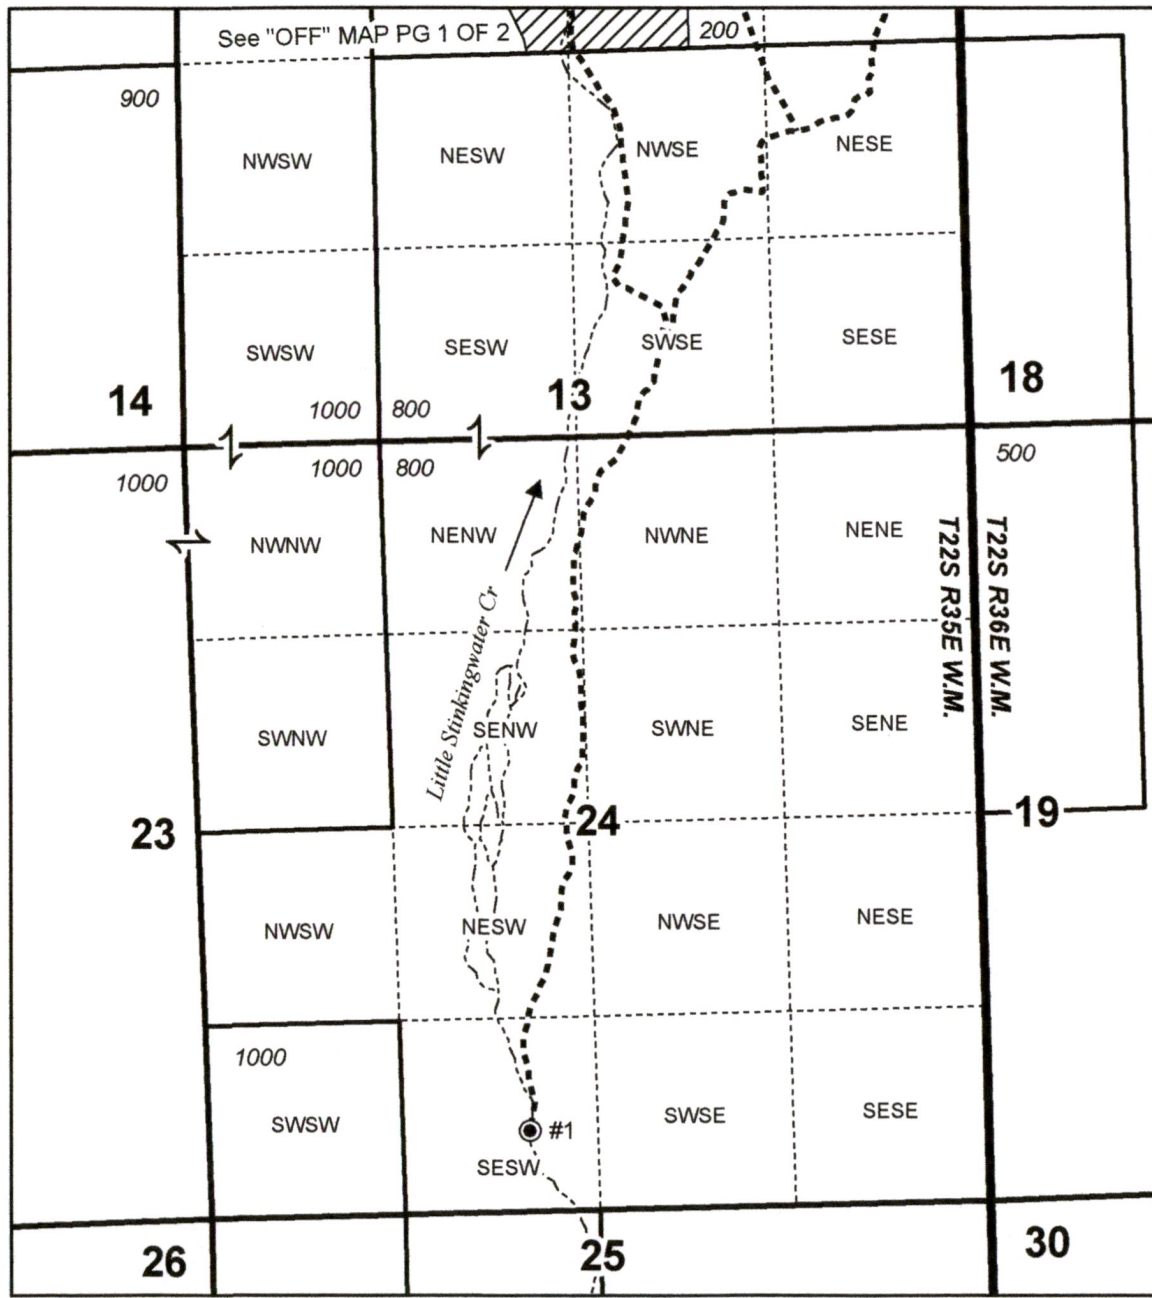 See "OFF" MAP PG 1 OF 2
200
900
NWSW
NESW
NWSE
NESE
SWSW
SESW
SWSE
SESE
14
1000
800
13
18
1000
1000
800
500
NWNW
NENW
NWNE
NENE
T22S R35E W.M.
T22S R36E W.M.
Little Stinkingwater Cr
SWNW
SENW
SWNE
SENE
23
24
19
NWSW
NESW
NWSE
NESE
1000
SWSW
#1
SESW
SWSE
SESE
26
25
30